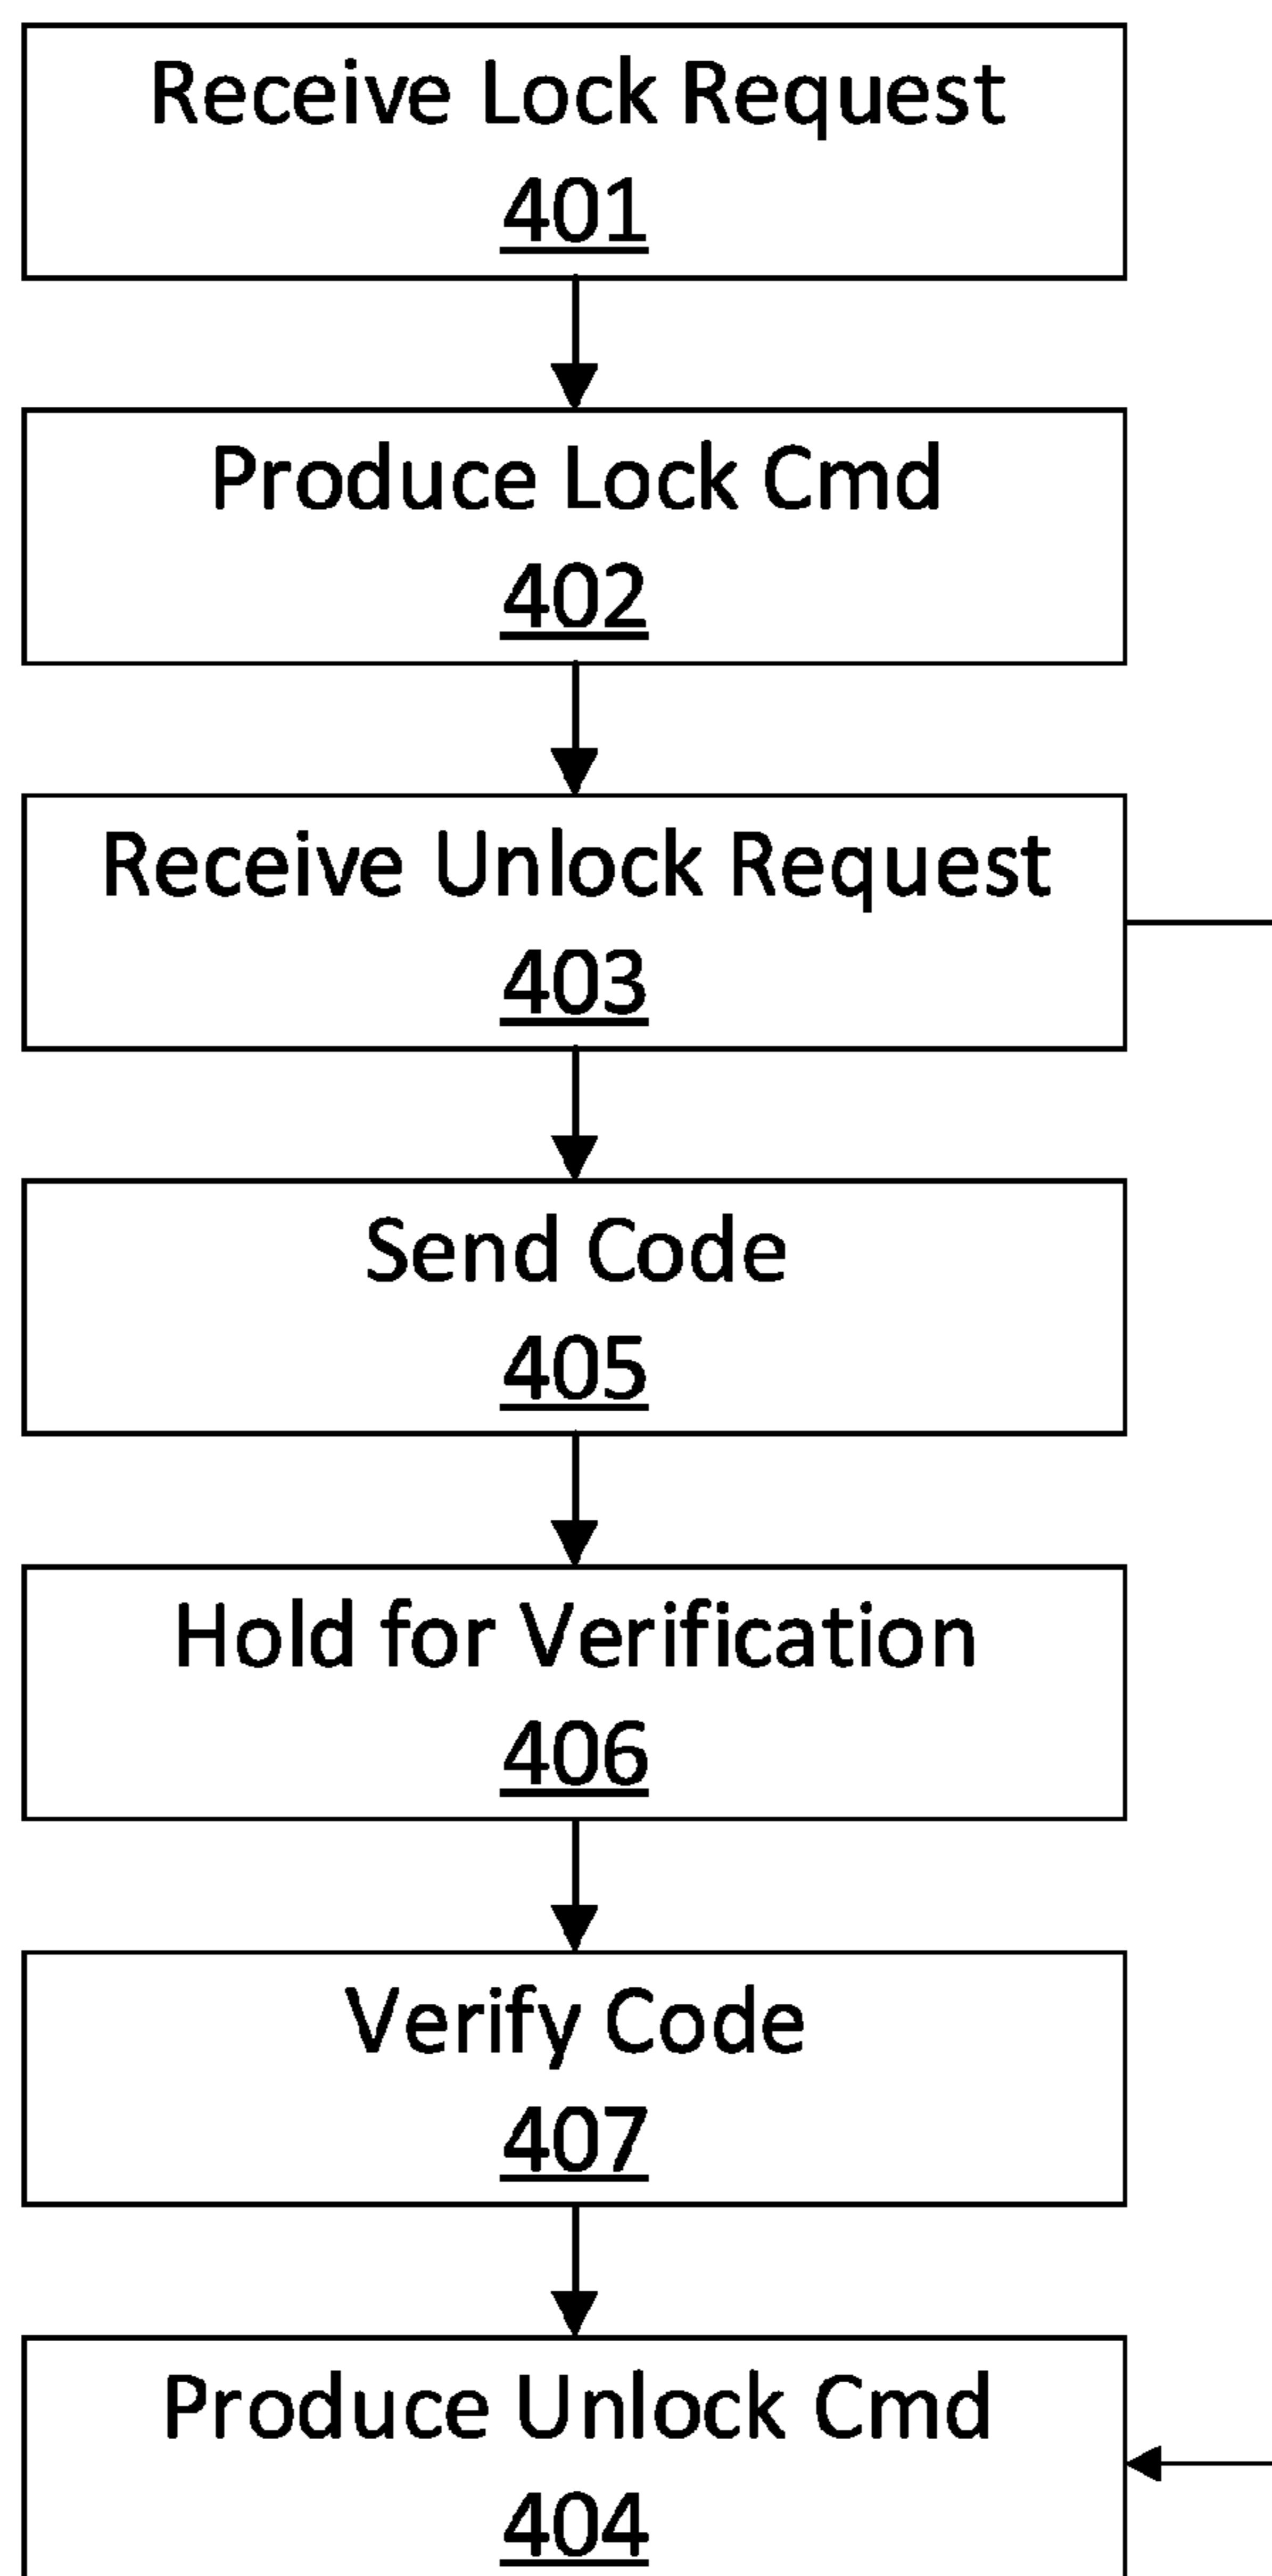 Receive Lock Request
401
Produce Lock Cmd
402
Receive Unlock Request
403
Send Code
405
Hold for Verification
406
Verify Code
407
Produce Unlock Cmd
404